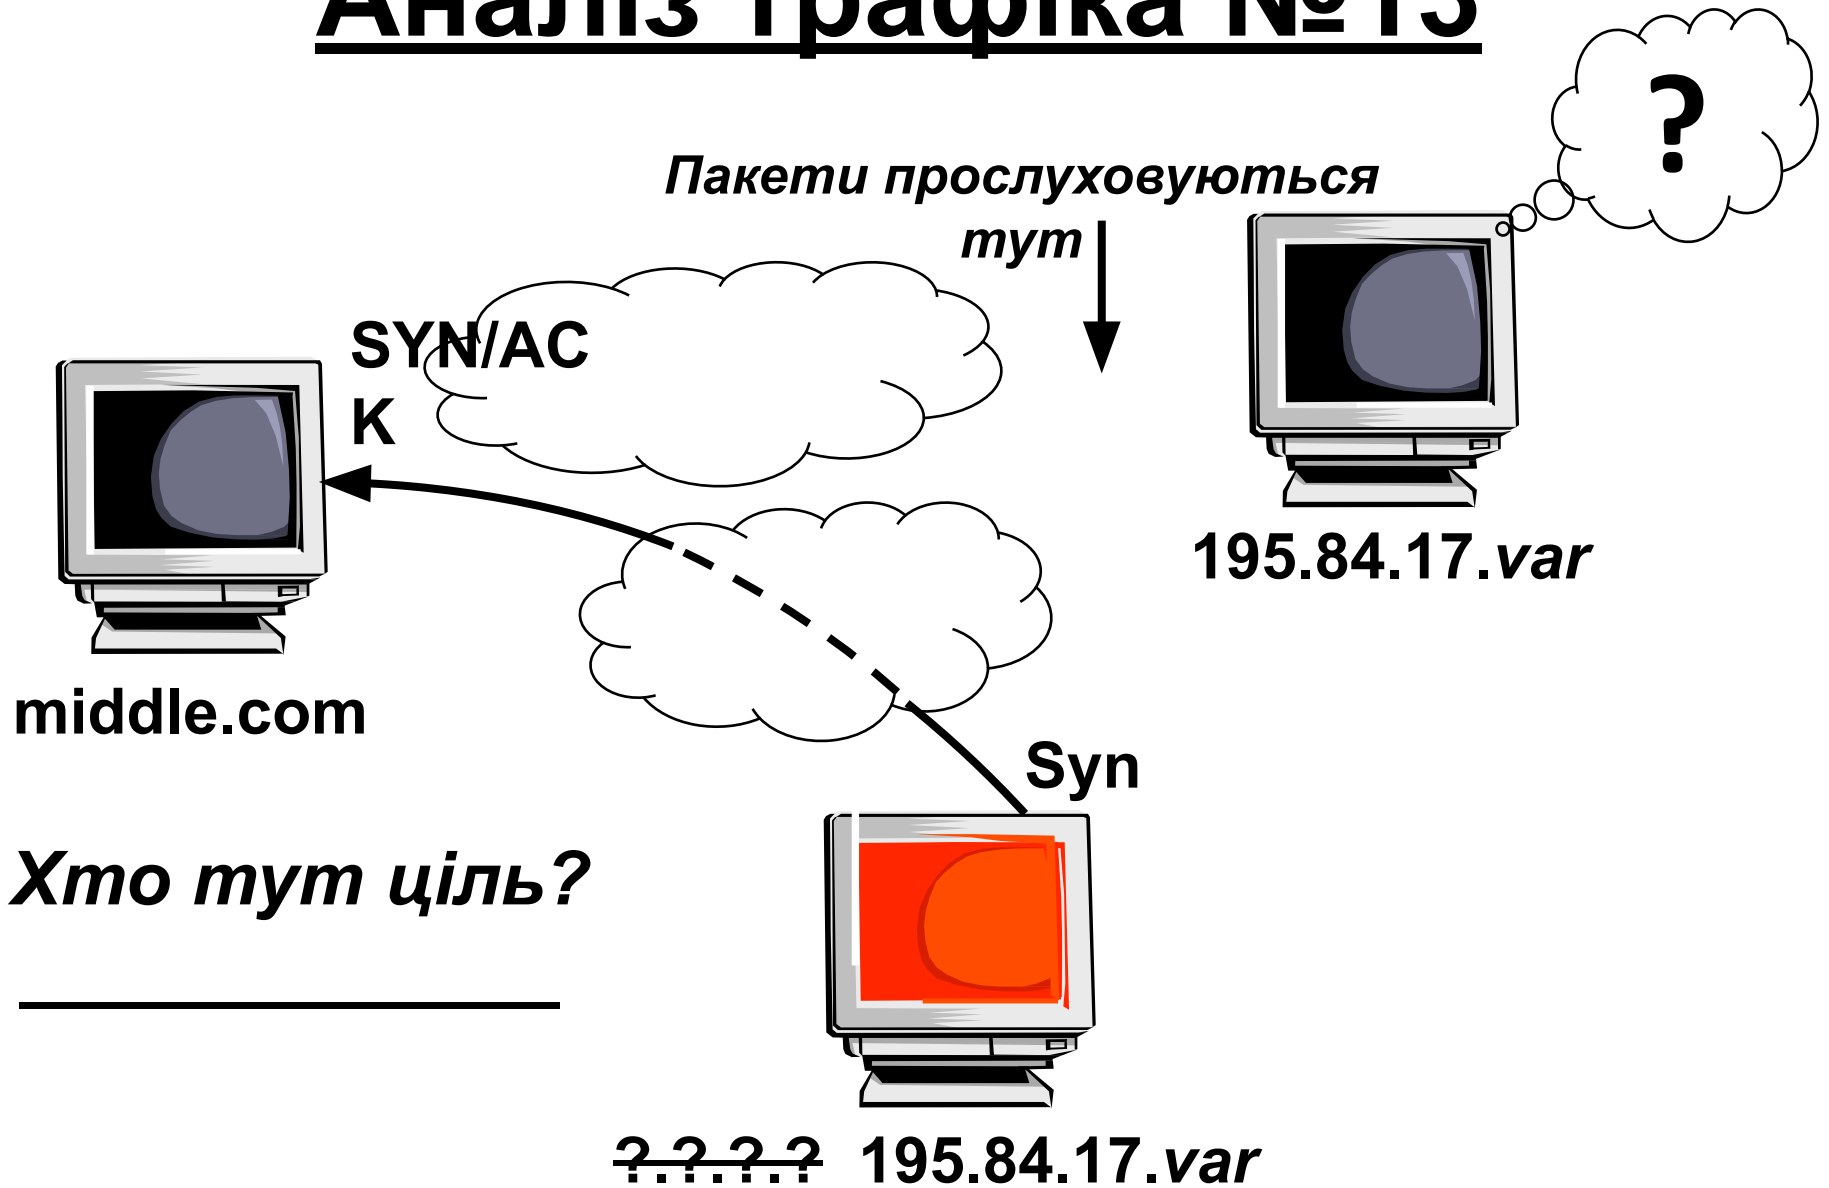 Аналіз трафіка №13
?
Пакети прослуховуються
тут
SYN/AC
K
195.84.17.var
middle.com
Syn
Хто тут ціль?
?.?.?.? 195.84.17.var